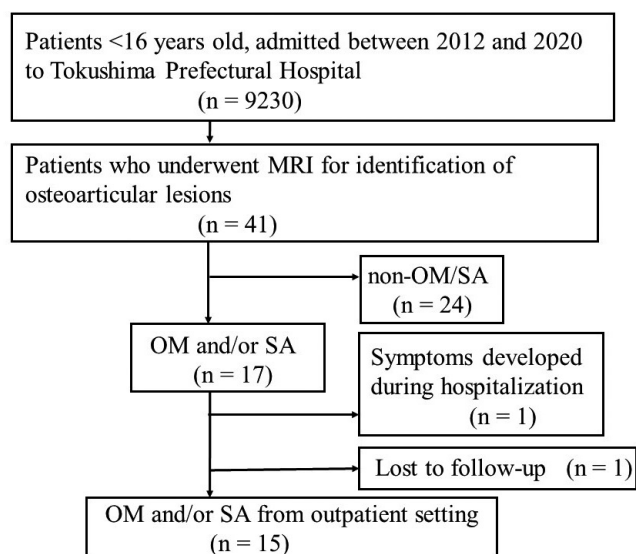 Patients <16 years old, admitted between 2012 and 2020
to Tokushima Prefectural Hospital
(n = 9230)
Patients who underwent MRI for identification of
osteoarticular lesions
(n = 41)
non-OM/SA
(n = 24)
OM and/or SA
(n = 17)
Symptoms developed
during hospitalization
(n = 1)
Lost to follow-up (n = 1)
OM and/or SA from outpatient setting
(n = 15)